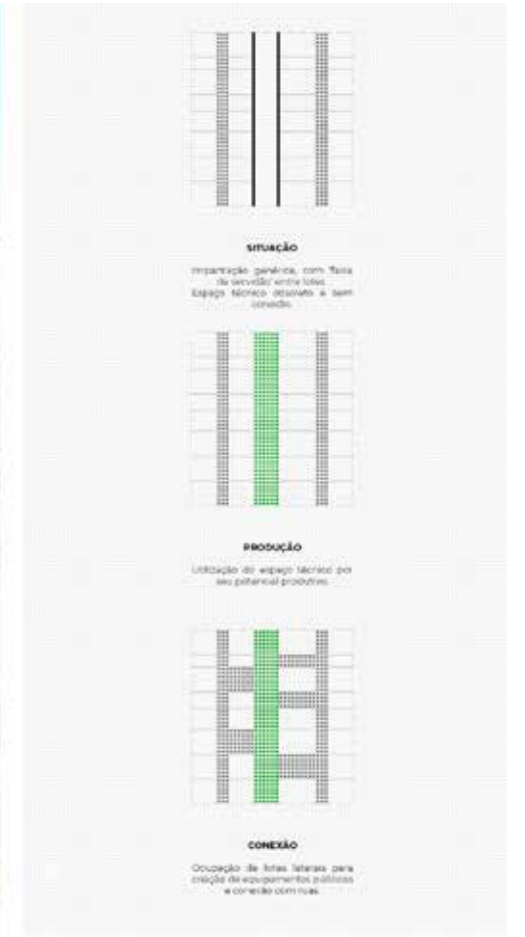 SITUAÇÃO
Implantação genérica, com faixa
de servidão entre lotes.
Espaço técnico obsoleto e sem
conexão.
PRODUÇÃO
Utilização do espaço técnico por
seu potencial produtivo.
CONEXÃO
Ocupação de lotes laterais para
criação de equipamentos públicos
e conexão com ruas.